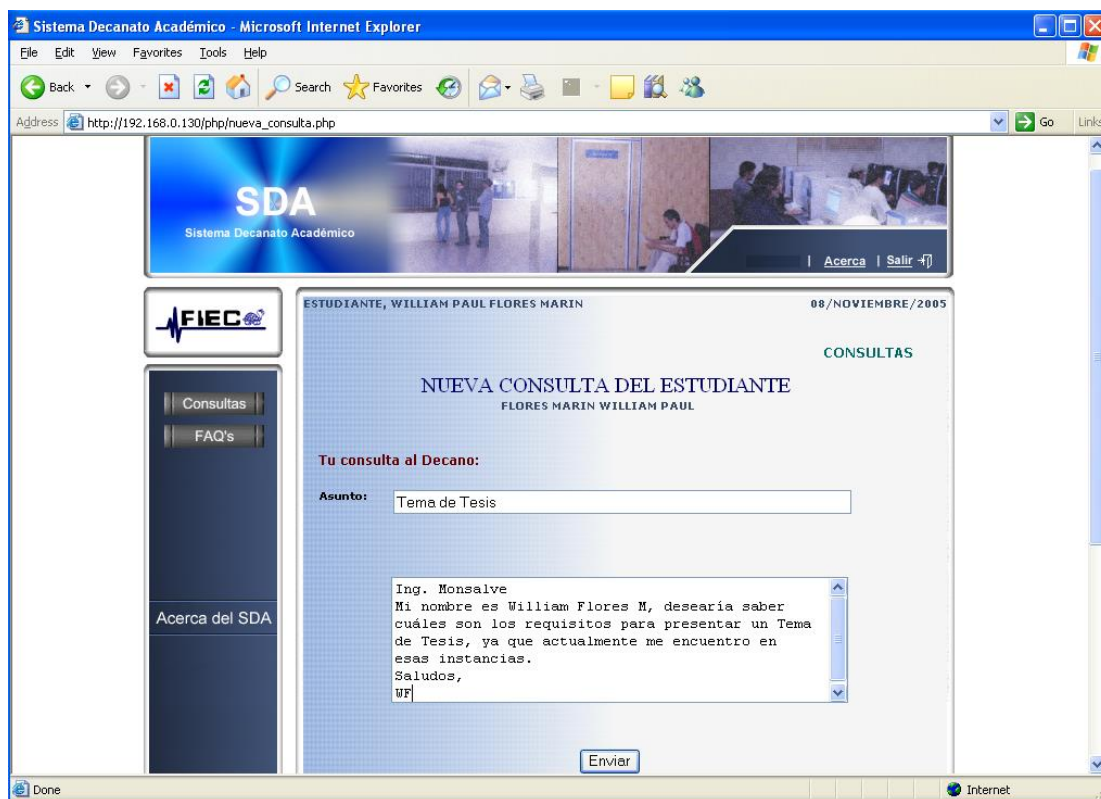 Sistema Decanato Académico - Microsoft Internet Explorer
File Edit View Favorites Tools Help
Back Search Favorites
Address http://192.168.0.130/php/nueva_consulta.php Go Links
SDA
Sistema Decanato Académico
| Acerca | Salir
FIEC
ESTUDIANTE, WILLIAM PAUL FLORES MARIN 08/NOVIEMBRE/2005
CONSULTAS
NUEVA CONSULTA DEL ESTUDIANTE
FLORES MARIN WILLIAM PAUL
Consultas
FAQ's
Acerca del SDA
Tu consulta al Decano:
Asunto: Tema de Tesis
Ing. Monsalve
Mi nombre es William Flores M, desearía saber
cuáles son los requisitos para presentar un Tema
de Tesis, ya que actualmente me encuentro en
esas instancias.
Saludos,
WF
Enviar
Done Internet